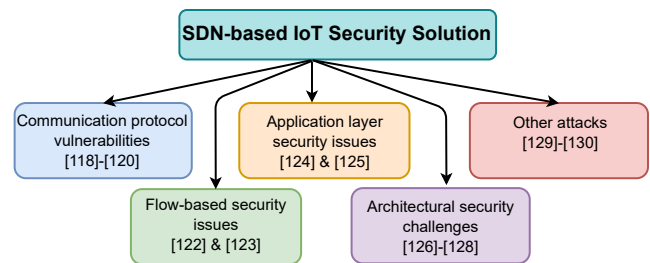 SDN-based IoT Security Solution
Communication protocol
vulnerabilities
[118]-[120]
Application layer
security issues
[124] & [125]
Other attacks
[129]-[130]
Flow-based security
issues
[122] & [123]
Architectural security
challenges
[126]-[128]